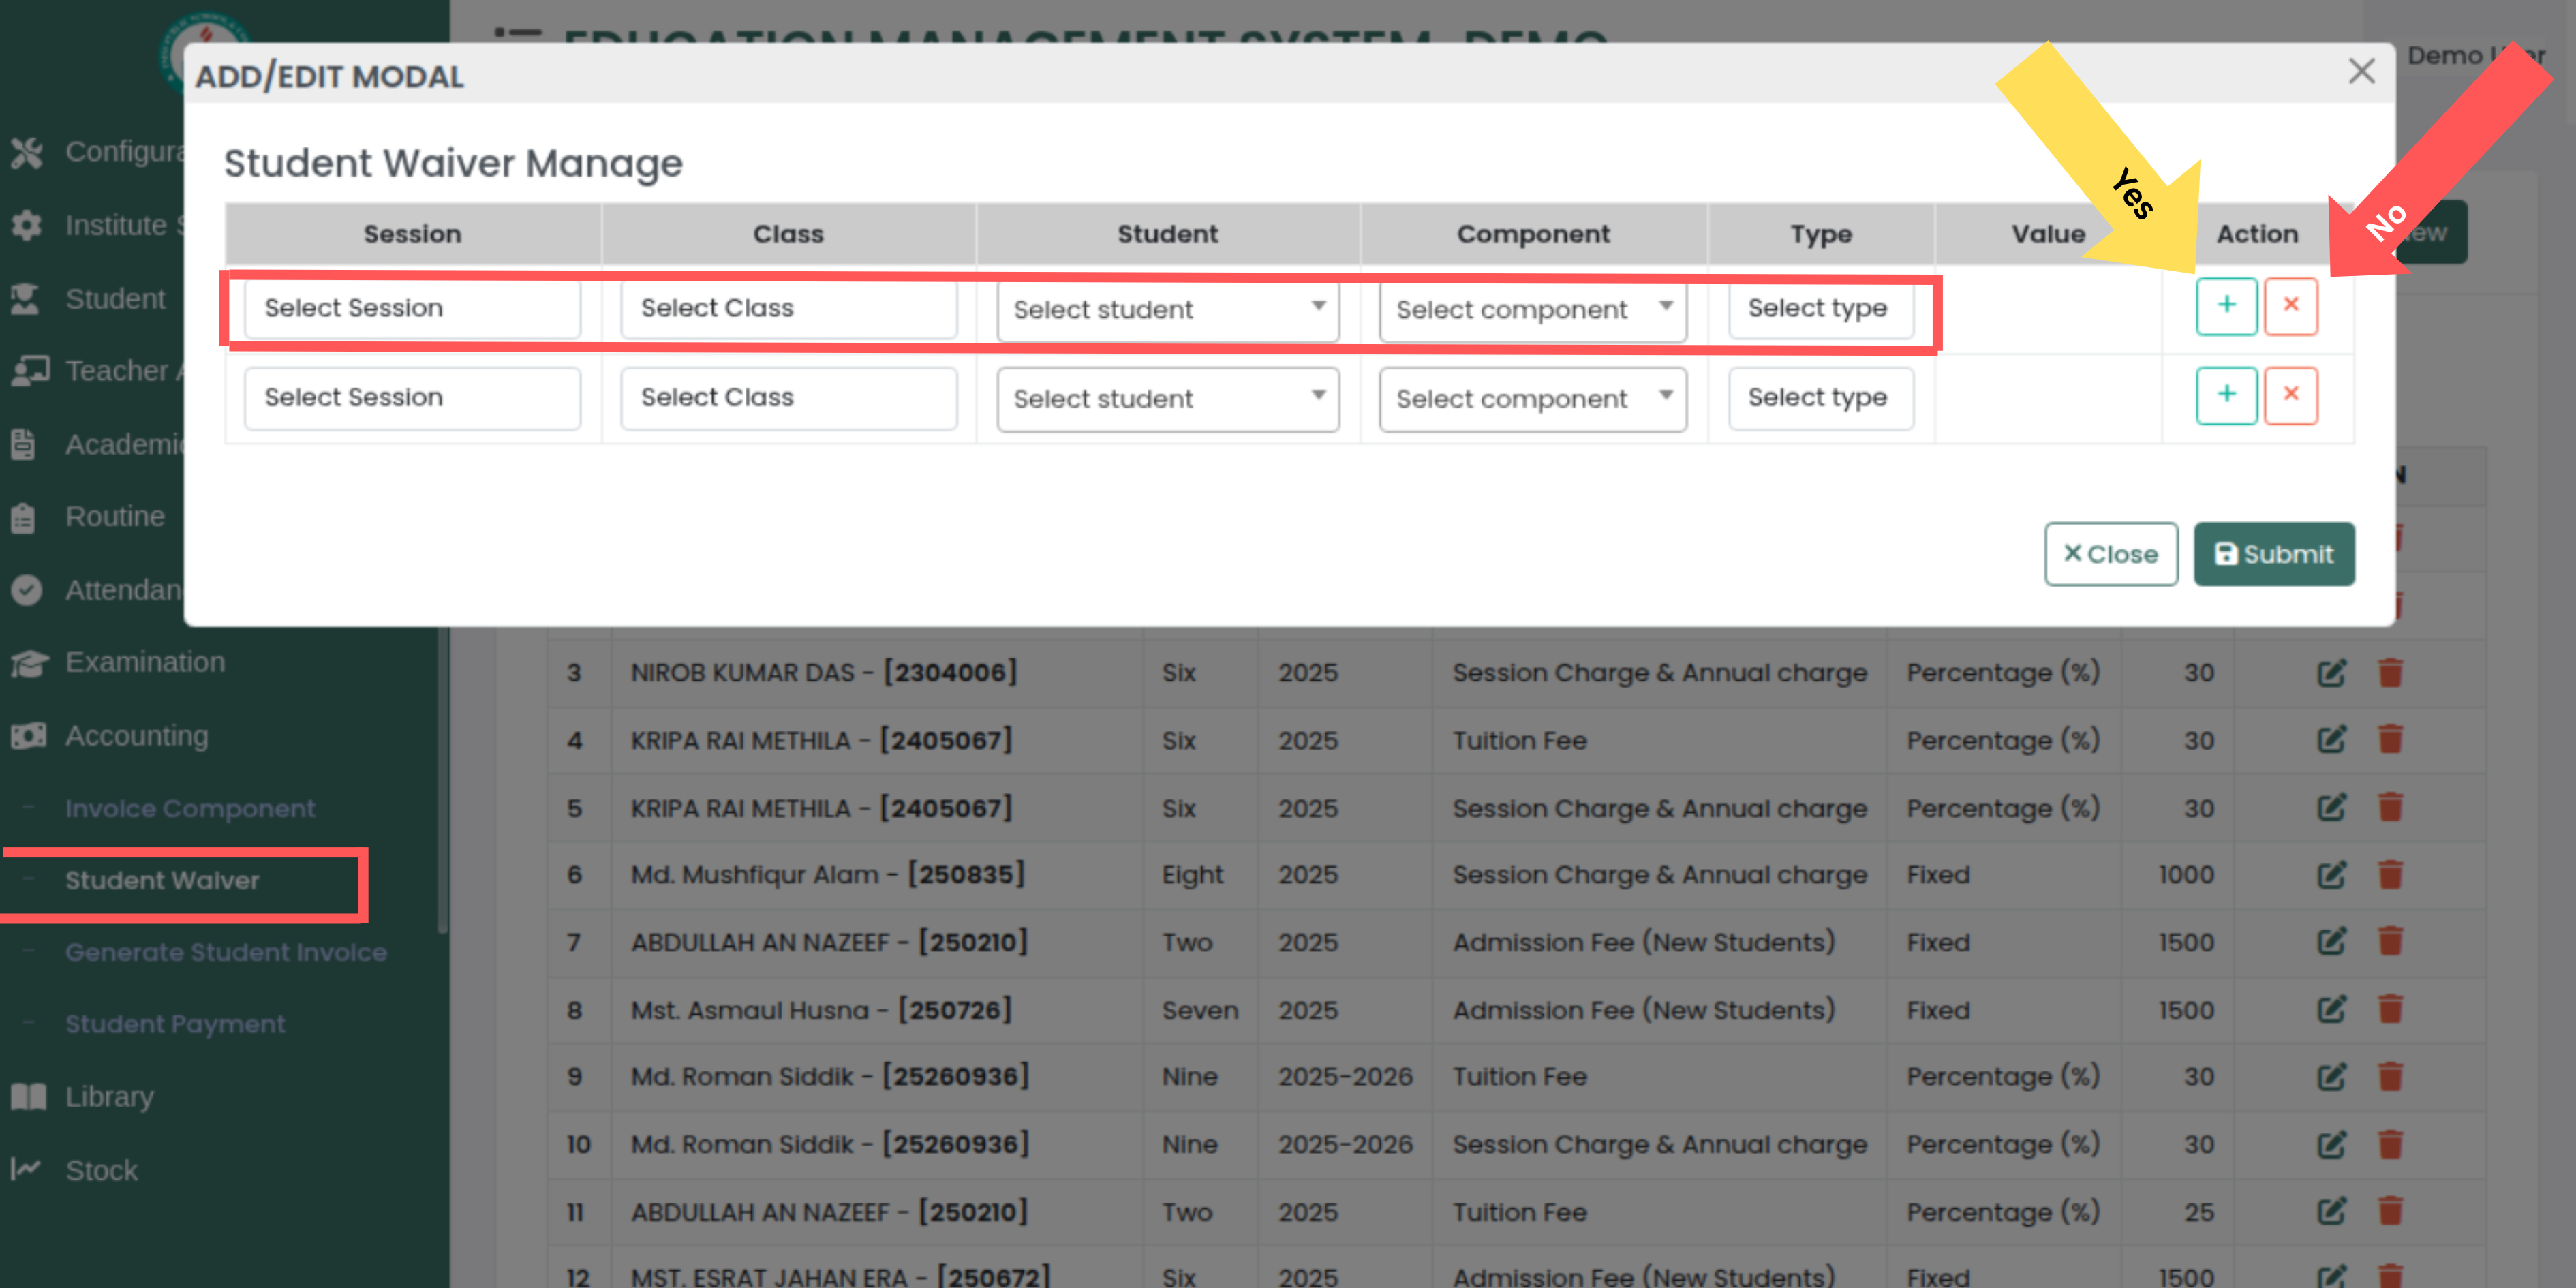 EDUCATION MANAGEMENT SYSTEM-DEMO
Demo
ADD/EDIT MODAL
Student Waiver Manage
Yes
No
Session Class Student Component Type Value Action
Select Session Select Class Select student Select component Select type + ×
Select Session Select Class Select student Select component Select type + ×
× Close Submit
Institute
Student
Teacher
Routine
Examination
Accounting
- Invoice Component
- Student Waiver
- Generate Student Invoice
- Student Payment
Library
Stock
3 NIROB KUMAR DAS - [2304006] Six 2025 Session Charge & Annual charge Percentage (%) 30
4 KRIPA RAI METHILA - [2405067] Six 2025 Tuition Fee Percentage (%) 30
5 KRIPA RAI METHILA - [2405067] Six 2025 Session Charge & Annual charge Percentage (%) 30
6 Md. Mushfiqur Alam - [250835] Eight 2025 Session Charge & Annual charge Fixed 1000
7 ABDULLAH AN NAZEEF - [250210] Two 2025 Admission Fee (New Students) Fixed 1500
8 Mst. Asmaul Husna - [250726] Seven 2025 Admission Fee (New Students) Fixed 1500
9 Md. Roman Siddik - [25260936] Nine 2025-2026 Tuition Fee Percentage (%) 30
10 Md. Roman Siddik - [25260936] Nine 2025-2026 Session Charge & Annual charge Percentage (%) 30
11 ABDULLAH AN NAZEEF - [250210] Two 2025 Tuition Fee Percentage (%) 25
12 MST. ESRAT JAHAN ERA - [250672] Six 2025 Admission Fee (New Students) Fixed 1500